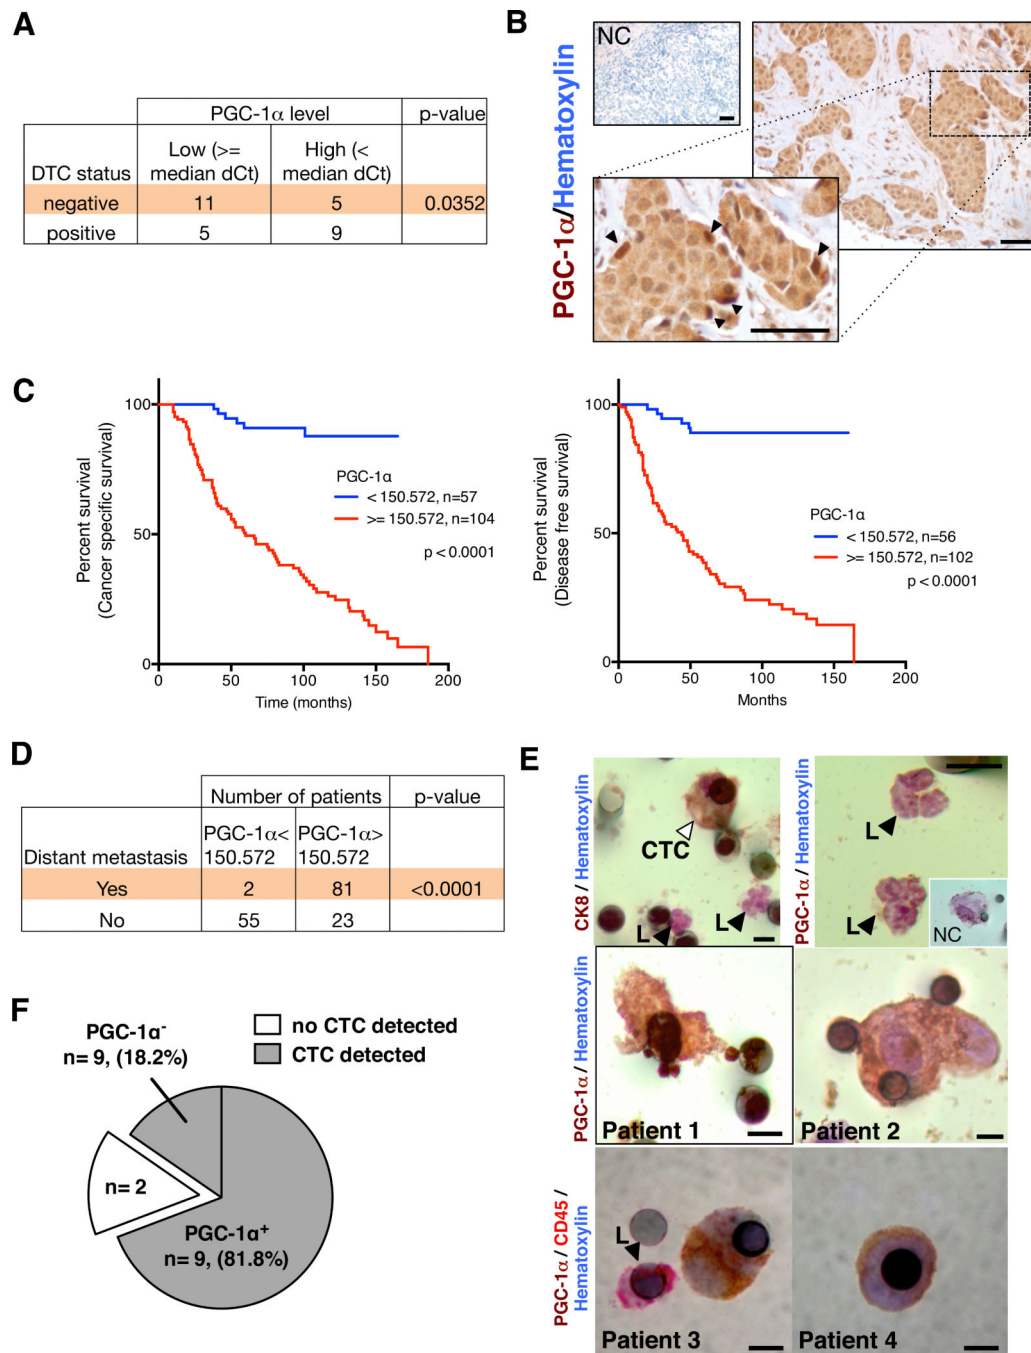 A
PGC-1α level
p-value
DTC status
Low (>= median dCt)
High (< median dCt)
negative
11
5
0.0352
positive
5
9
B
PGC-1α/Hematoxylin
NC
C
Percent survival
(Cancer specific survival)
100
50
0
0
50
100
150
200
Time (months)
PGC-1α
< 150.572, n=57
>= 150.572, n=104
p < 0.0001
Percent survival
(Disease free survival)
100
50
0
0
50
100
150
200
Months
PGC-1α
< 150.572, n=56
>= 150.572, n=102
p < 0.0001
D
Number of patients
p-value
Distant metastasis
PGC-1α< 150.572
PGC-1α> 150.572
Yes
2
81
<0.0001
No
55
23
E
CK8 / Hematoxylin
CTC
L
L
PGC-1α / Hematoxylin
L
L
NC
PGC-1α / Hematoxylin
Patient 1
Patient 2
PGC-1α / CD45 /
Hematoxylin
L
Patient 3
Patient 4
F
PGC-1α-
n= 9, (18.2%)
no CTC detected
CTC detected
n= 2
PGC-1α+
n= 9, (81.8%)